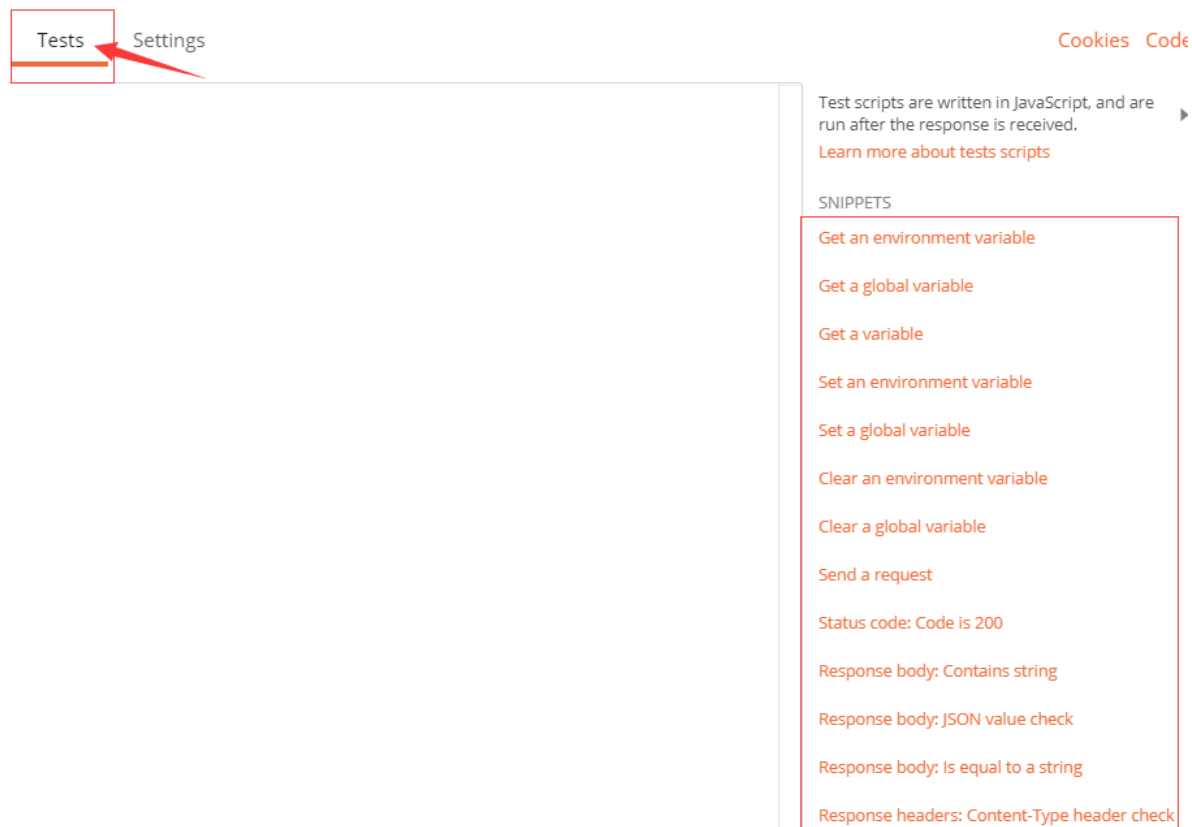 Tests Settings Cookies Code
Test scripts are written in JavaScript, and are
run after the response is received.
Learn more about tests scripts
SNIPPETS
Get an environment variable
Get a global variable
Get a variable
Set an environment variable
Set a global variable
Clear an environment variable
Clear a global variable
Send a request
Status code: Code is 200
Response body: Contains string
Response body: JSON value check
Response body: Is equal to a string
Response headers: Content-Type header check